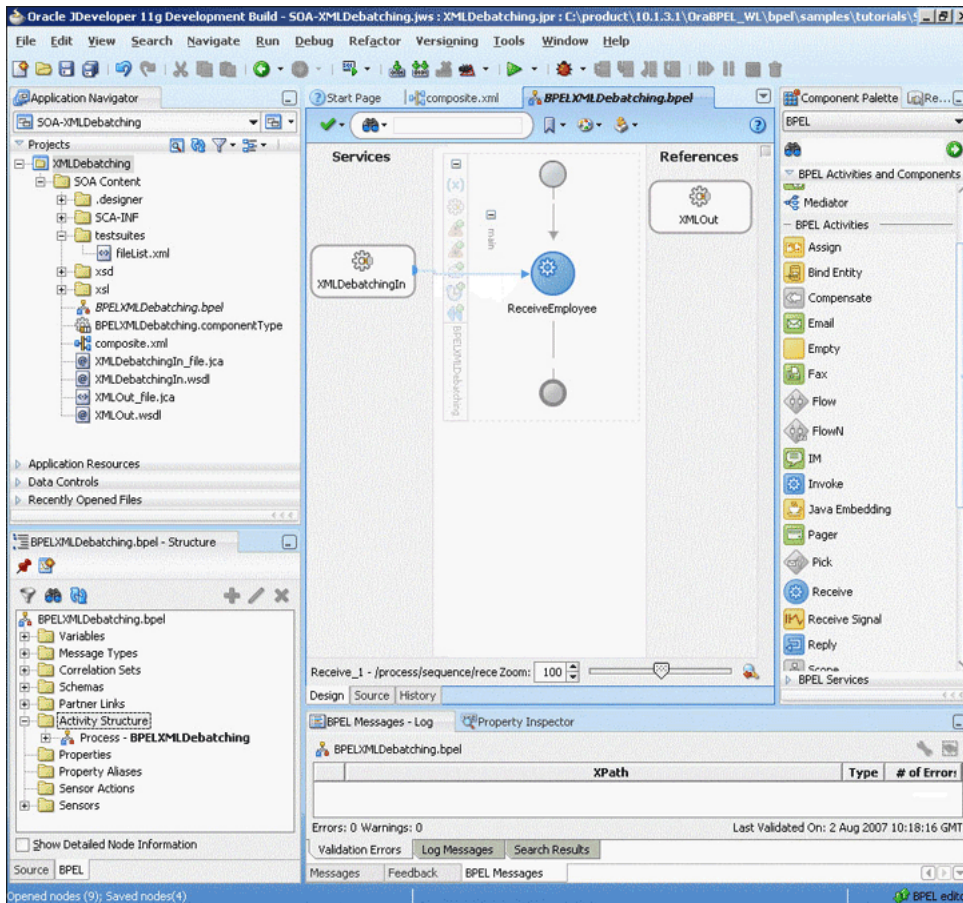 Oracle JDeveloper 11g Development Build - SOA-XMLDebatching.jws : XMLDebatching.jpr : C:\product\10.1.3.1\OraBPEL_WL\bpel\samples\tutorials\
File Edit View Search Navigate Run Debug Refactor Versioning Tools Window Help
Application Navigator
SOA-XMLDebatching
Projects
XMLDebatching
SOA Content
.designer
SCA-INF
testsuites
fileList.xml
xsd
xsl
BPELXMLDebatching.bpel
BPELXMLDebatching.componentType
composite.xml
XMLDebatchingIn_file.jca
XMLDebatchingIn.wsdl
XMLOut_file.jca
XMLOut.wsdl
Application Resources
Data Controls
Recently Opened Files
BPELXMLDebatching.bpel - Structure
BPELXMLDebatching.bpel
Variables
Message Types
Correlation Sets
Schemas
Partner Links
Activity Structure
Process - BPELXMLDebatching
Properties
Property Aliases
Sensor Actions
Sensors
Show Detailed Node Information
Source BPEL
Opened nodes (9); Saved nodes(4)
Start Page composite.xml BPELXMLDebatching.bpel
Services
References
(x)
main
XMLOut
XMLDebatchingIn
ReceiveEmployee
BPELXMLDebatching
Receive_1 - /process/sequence/rece Zoom: 100
Design Source History
BPEL Messages - Log Property Inspector
BPELXMLDebatching.bpel
XPath Type # of Errors
Errors: 0 Warnings: 0 Last Validated On: 2 Aug 2007 10:18:16 GMT
Validation Errors Log Messages Search Results
Messages Feedback BPEL Messages
Component Palette Re...
BPEL
BPEL Activities and Components
Mediator
BPEL Activities
Assign
Bind Entity
Compensate
Email
Empty
Fax
Flow
FlowN
IM
Invoke
Java Embedding
Pager
Pick
Receive
Receive Signal
Reply
Scope
BPEL Services
BPEL edito